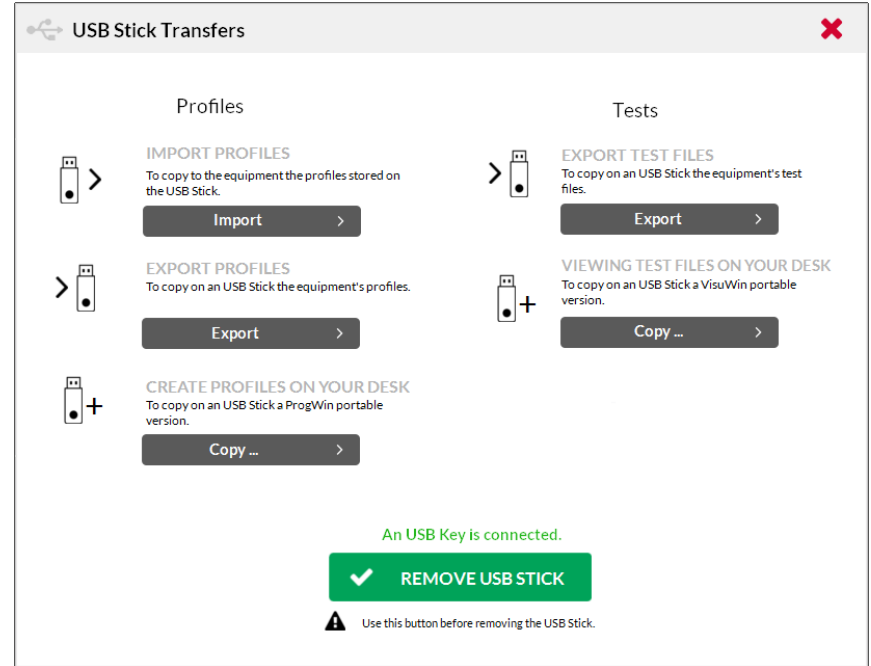 USB Stick Transfers
Profiles
IMPORT PROFILES
To copy to the equipment the profiles stored on
the USB Stick.
Import
EXPORT PROFILES
To copy on an USB Stick the equipment's profiles.
Export
CREATE PROFILES ON YOUR DESK
To copy on an USB Stick a ProgWin portable
version.
Copy ...
Tests
EXPORT TEST FILES
To copy on an USB Stick the equipment's test
files.
Export
VIEWING TEST FILES ON YOUR DESK
To copy on an USB Stick a VisuWin portable
version.
Copy ...
An USB Key is connected.
REMOVE USB STICK
Use this button before removing the USB Stick.